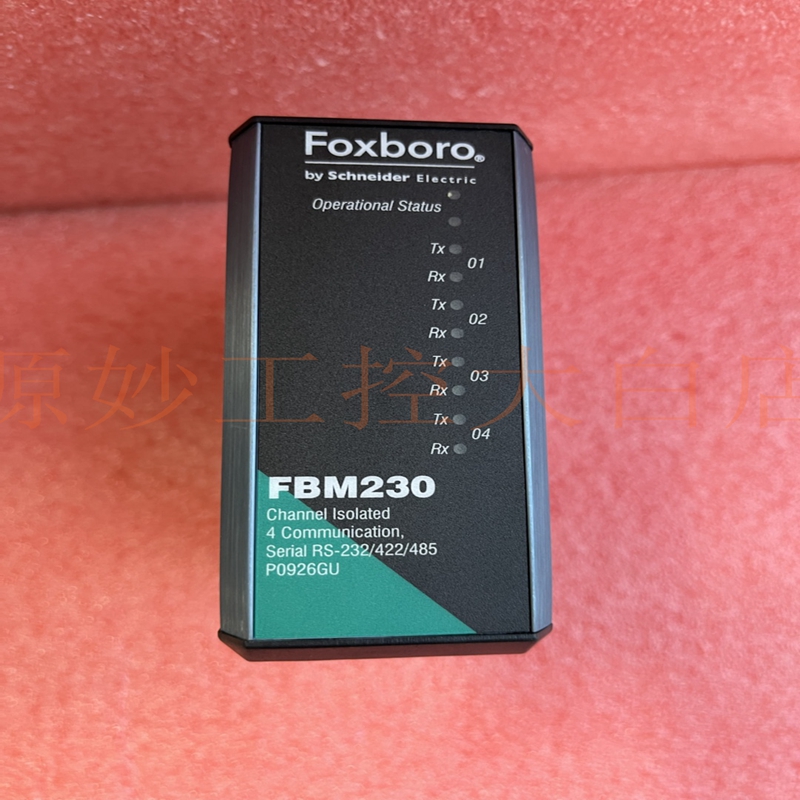 Foxboro®
by Schneider Electric
Operational Status
Tx
01
Rx
Tx
02
Rx
Tx
03
Rx
Tx
04
Rx
原妙工控大白店
FBM230
Channel Isolated
4 Communication,
Serial RS-232/422/485
P0926GU